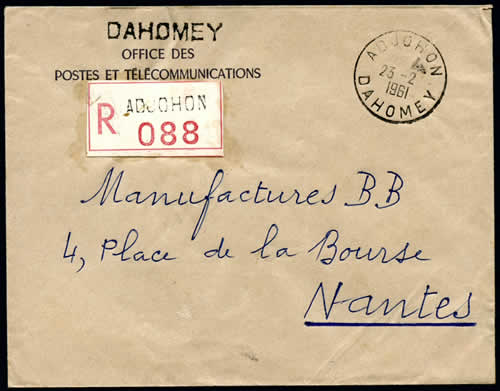 DAHOMEY
OFFICE DES
POSTES ET TÉLÉCOMMUNICATIONS
R ADJOHON
088
ADJOHON
23-2
1961
DAHOMEY
Manufactures B.B
4, Place de la Bourse
Nantes